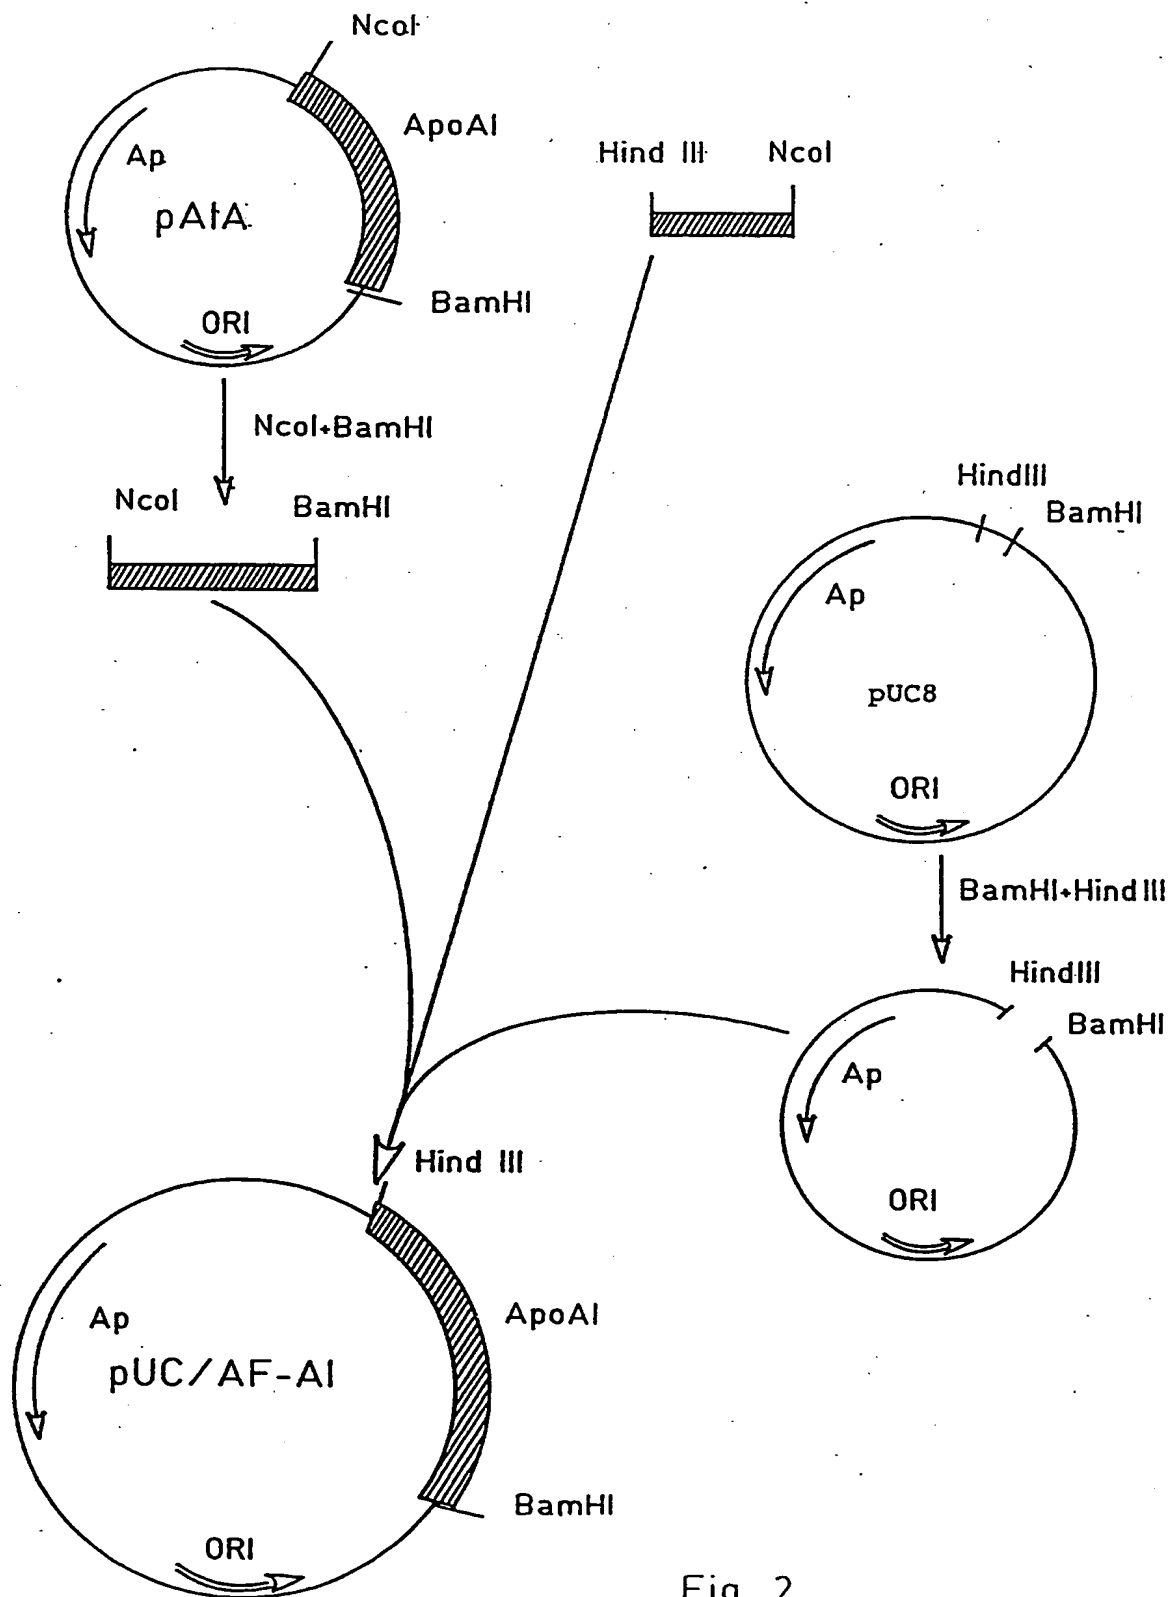 NcoI
ApoAI
Ap
pAIA
BamHI
ORI
NcoI+BamHI
NcoI BamHI
Hind III NcoI
HindIII
BamHI
Ap
pUC8
ORI
BamHI+Hind III
HindIII
BamHI
Ap
ORI
Hind III
ApoAI
Ap
pUC/AF-AI
BamHI
ORI
Fig. 2